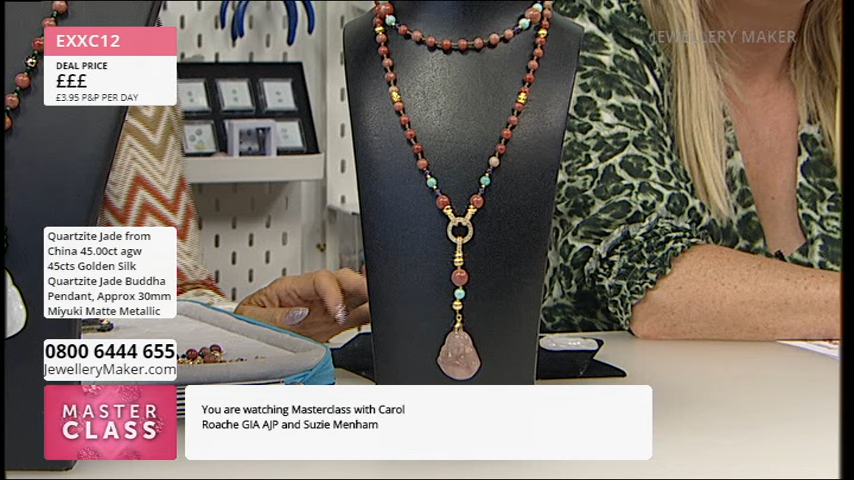 EXXC12
JEWELLERY MAKER
DEAL PRICE
£££
£3.95 P&P PER DAY
Quartzite Jade from
China 45.00ct agw
45cts Golden Silk
Quartzite Jade Buddha
Pendant, Approx 30mm
Miyuki Matte Metallic
0800 6444 655
JewelleryMaker.com
MASTER
CLASS
You are watching Masterclass with Carol
Roache GIA AJP and Suzie Menham